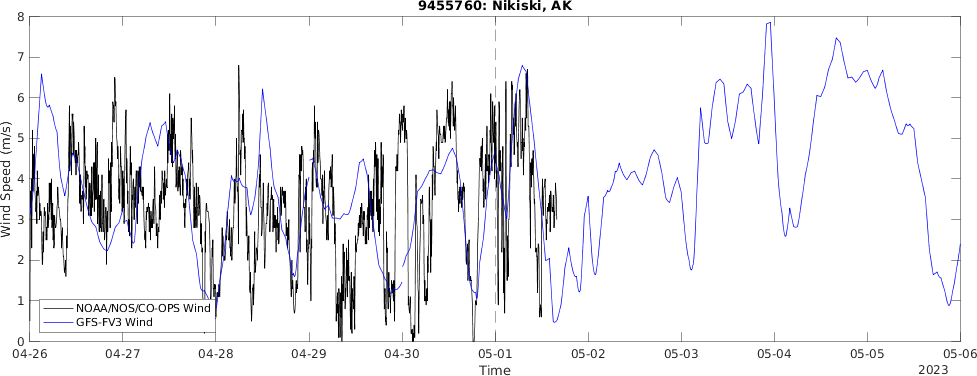 9455760: Nikiski, AK
Wind Speed (m/s)
8
7
6
5
4
3
2
1
0
NOAA/NOS/CO-OPS Wind
GFS-FV3 Wind
04-26 04-27 04-28 04-29 04-30 05-01 05-02 05-03 05-04 05-05 05-06
Time
2023